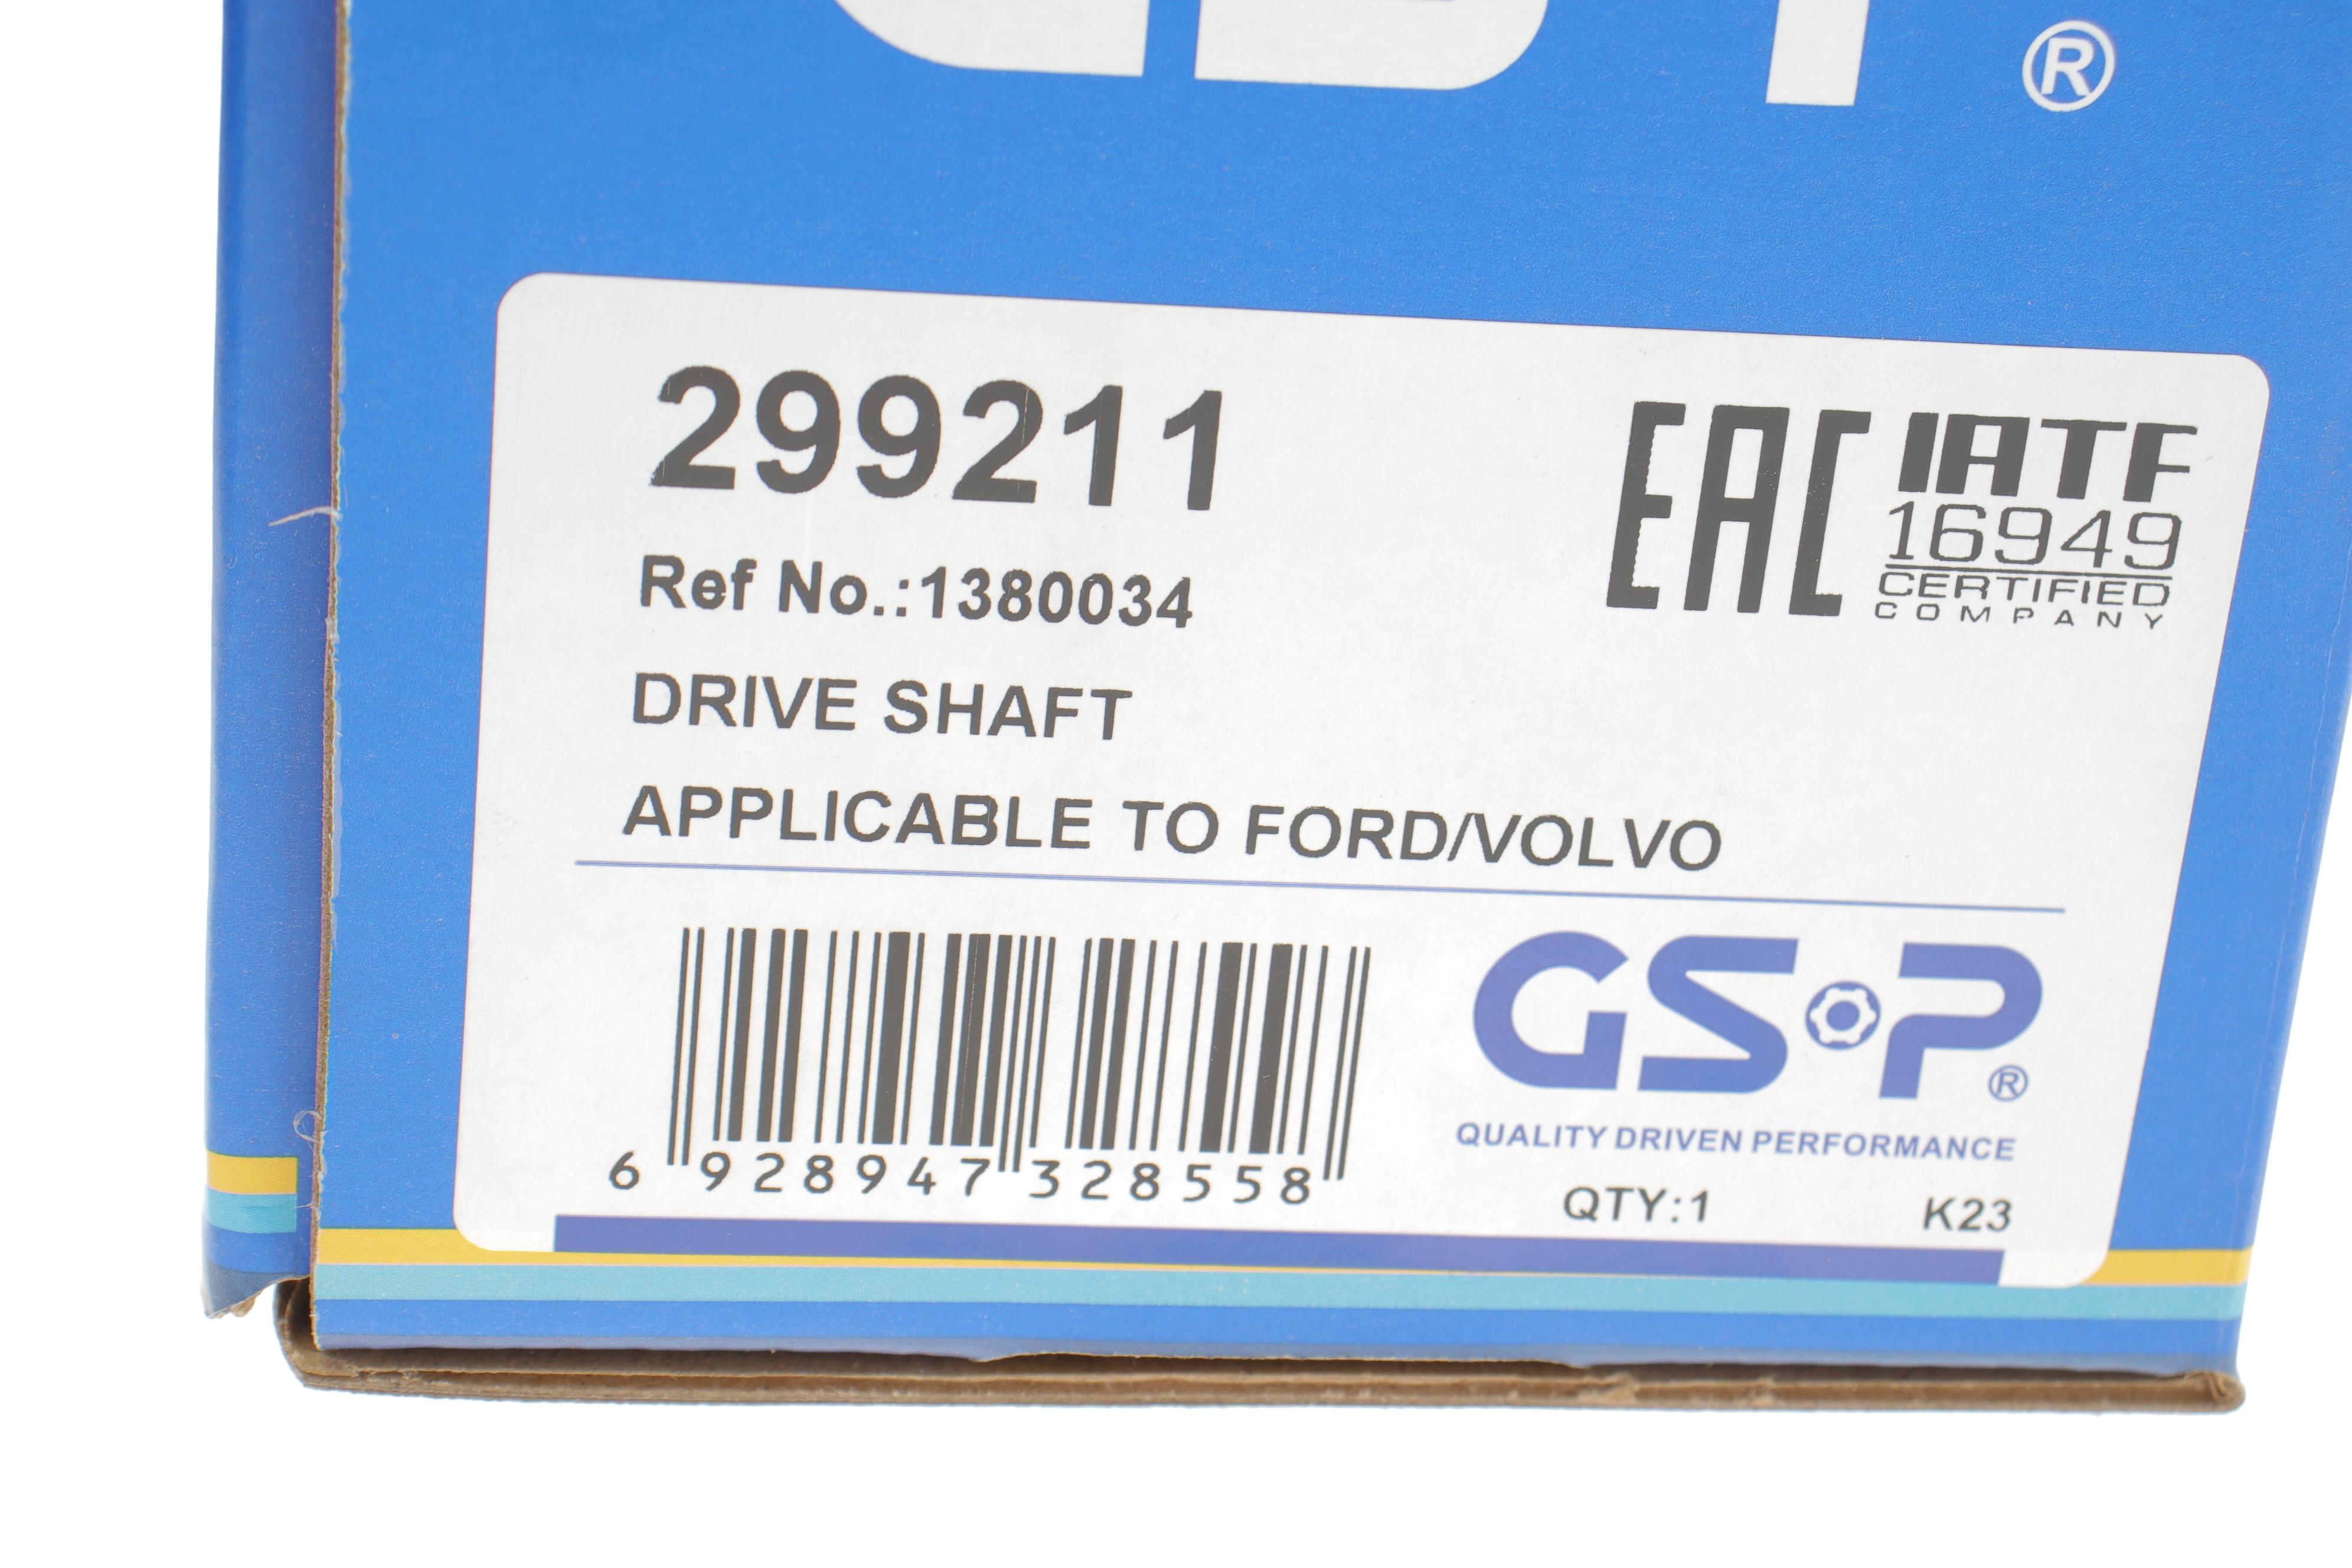 ®
299211
EAC
IATF
16949
CERTIFIED
COMPANY
Ref No.:1380034
DRIVE SHAFT
APPLICABLE TO FORD/VOLVO
6 928947 328558
GSP®
QUALITY DRIVEN PERFORMANCE
QTY:1 K23